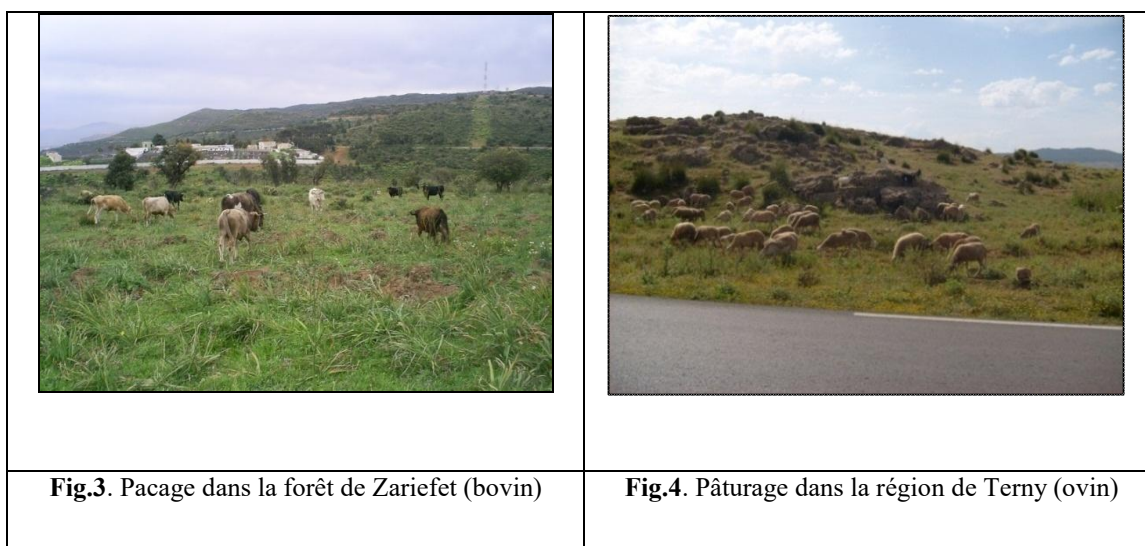 Fig.3. Pacage dans la forêt de Zariefet (bovin)
Fig.4. Pâturage dans la région de Terny (ovin)